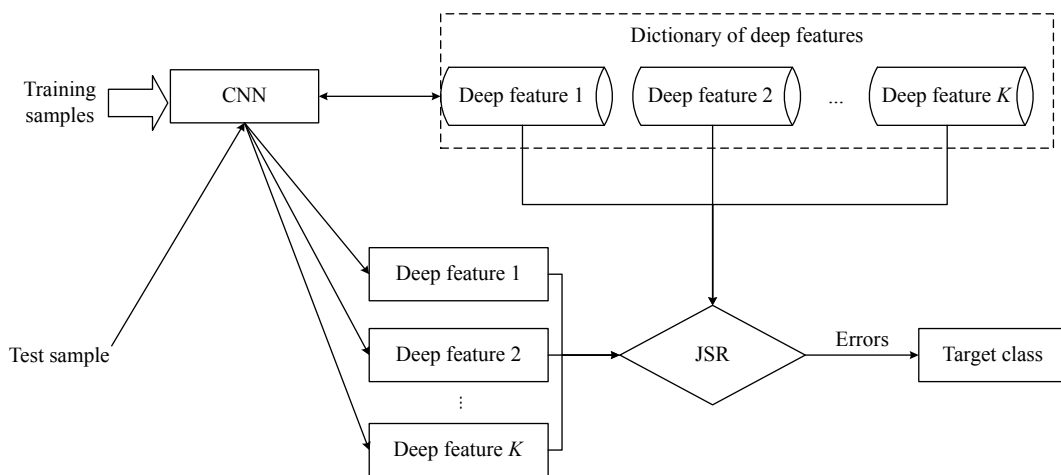 Dictionary of deep features
Training
samples
CNN
Deep feature 1
Deep feature 2
...
Deep feature K
Deep feature 1
Deep feature 2
...
Deep feature K
Test sample
JSR
Errors
Target class